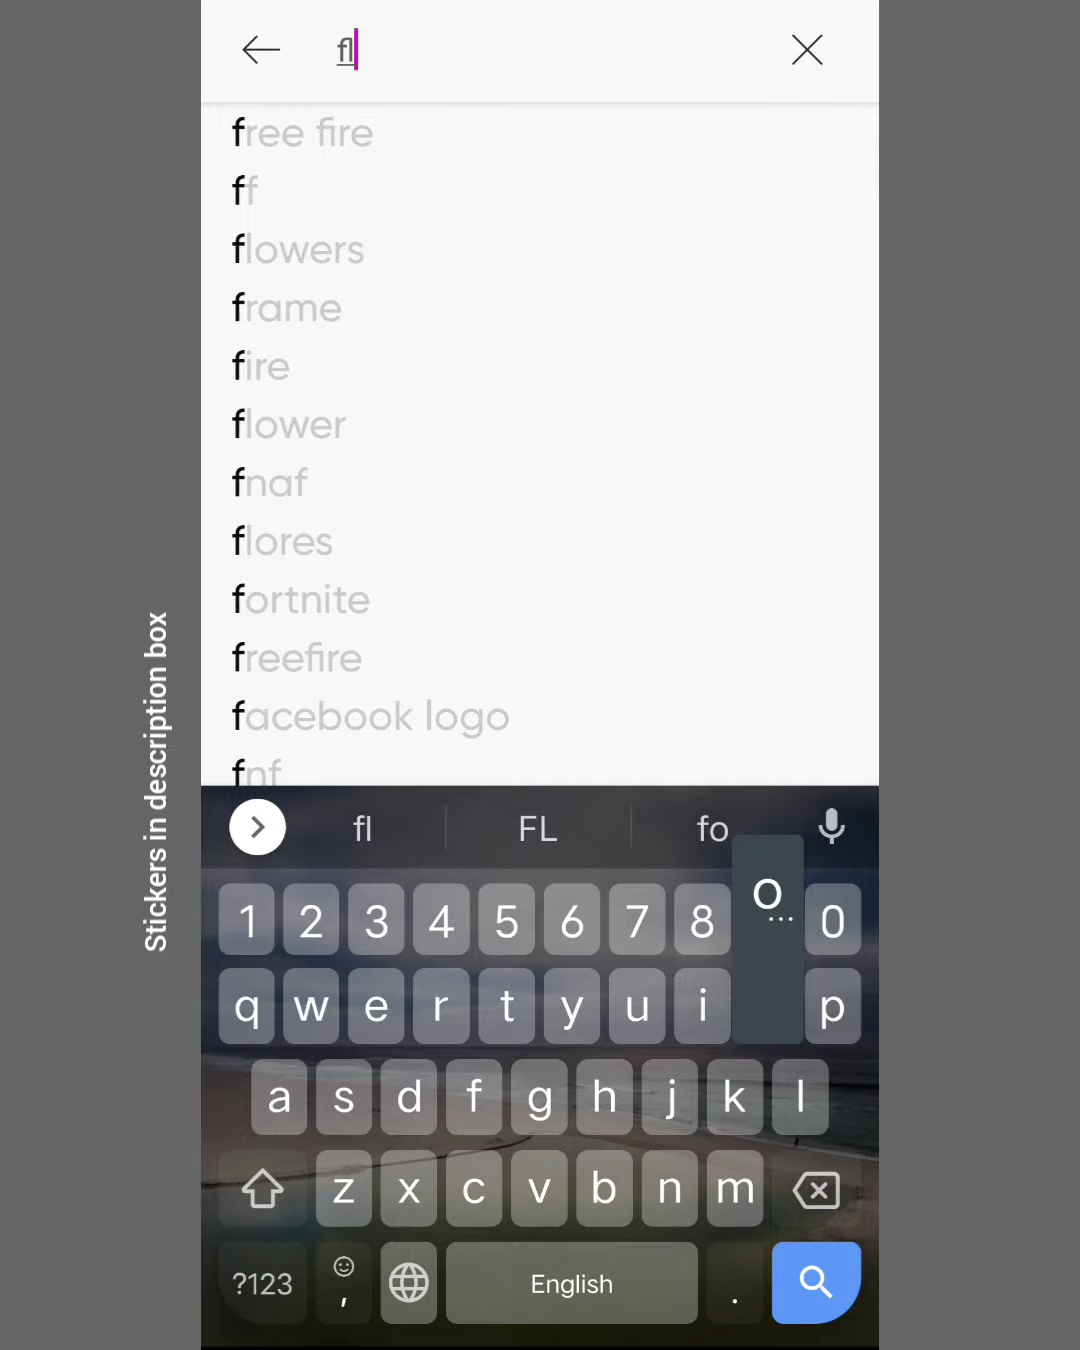 fl
free fire
ff
flowers
frame
fire
flower
fnaf
flores
fortnite
freefire
facebook logo
fnf
Stickers in description box
fl FL fo
1 2 3 4 5 6 7 8 o ... 0
q w e r t y u i p
a s d f g h j k l
z x c v b n m
?123 , English .